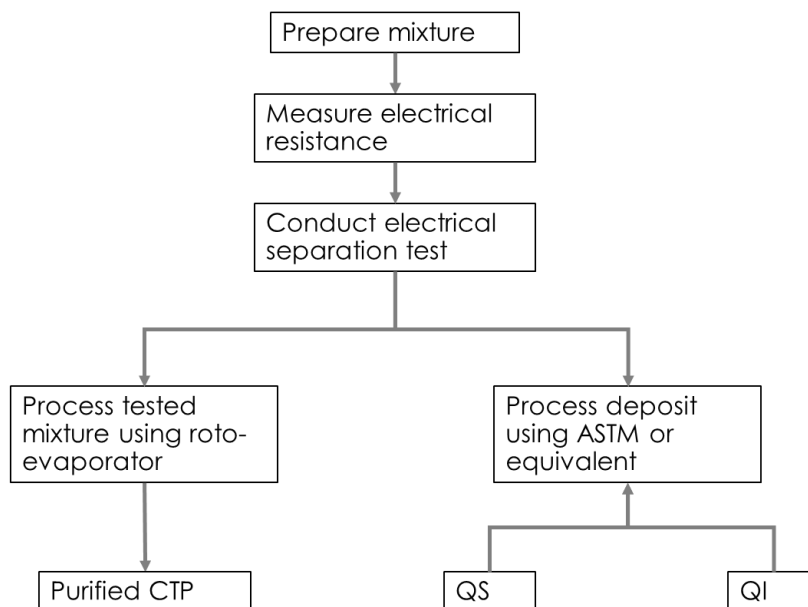 Prepare mixture
Measure electrical
resistance
Conduct electrical
separation test
Process tested
mixture using roto-
evaporator
Process deposit
using ASTM or
equivalent
Purified CTP
QS
QI